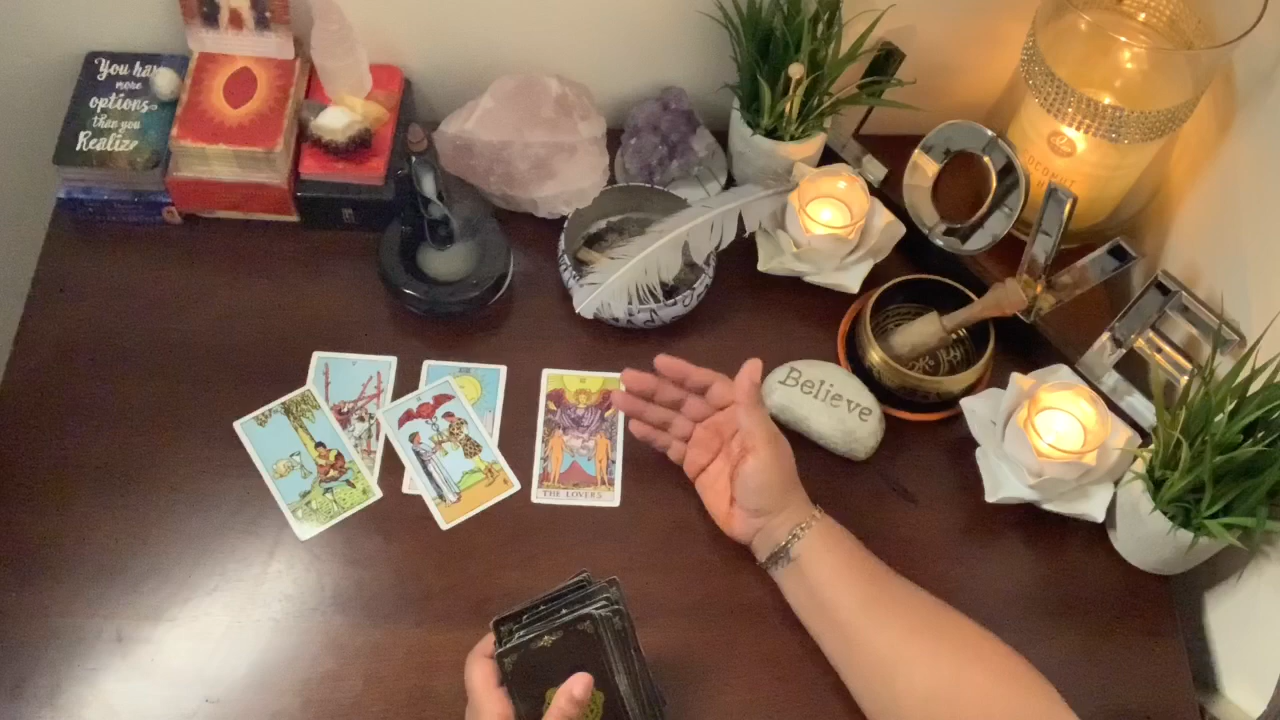 You have
more
options
than you
Realize
Believe
COCONUT
THE LOVERS